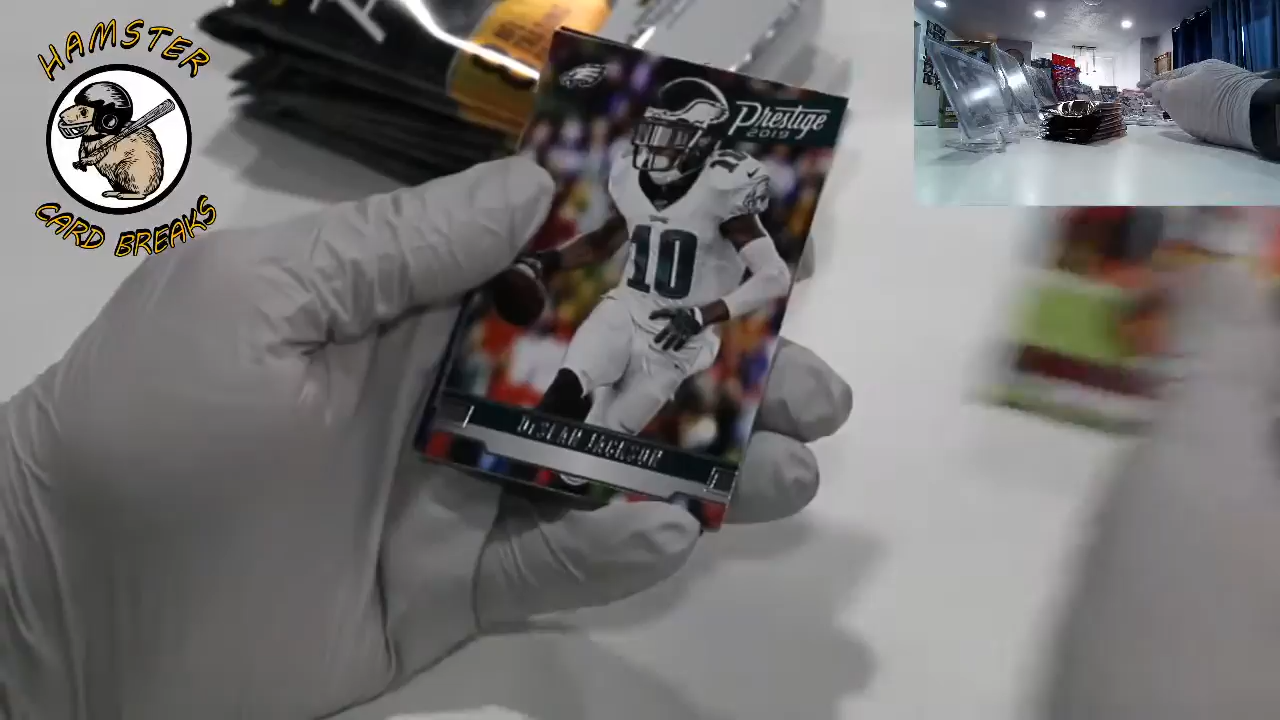 HAMSTER
CARD BREAKS
Prestige
2019
10
10
DESEAN JACKSON